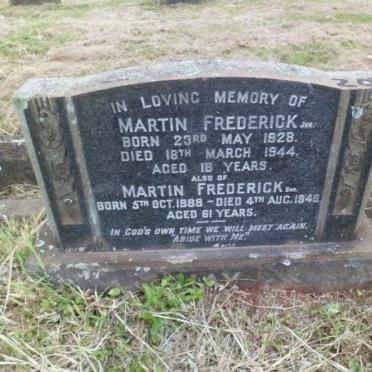 IN LOVING MEMORY OF
MARTIN FREDERICK JNR.
BORN 23RD MAY 1928.
DIED 18TH MARCH 1944.
AGED 16 YEARS.
ALSO OF
MARTIN FREDERICK SNR.
BORN 5TH OCT. 1888 - DIED 4TH AUG. 1949.
AGED 61 YEARS.
IN GOD'S OWN TIME WE WILL MEET AGAIN.
"ABIDE WITH ME."